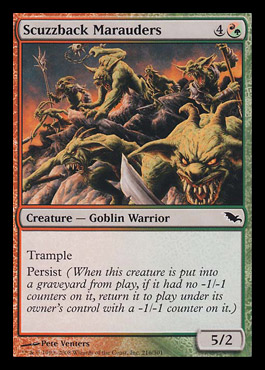 Scuzzback Marauders 4
Creature — Goblin Warrior
Trample
Persist (When this creature is put into
a graveyard from play, if it had no -1/-1
counters on it, return it to play under its
owner's control with a -1/-1 counter on it.)
Pete Venters
5/2